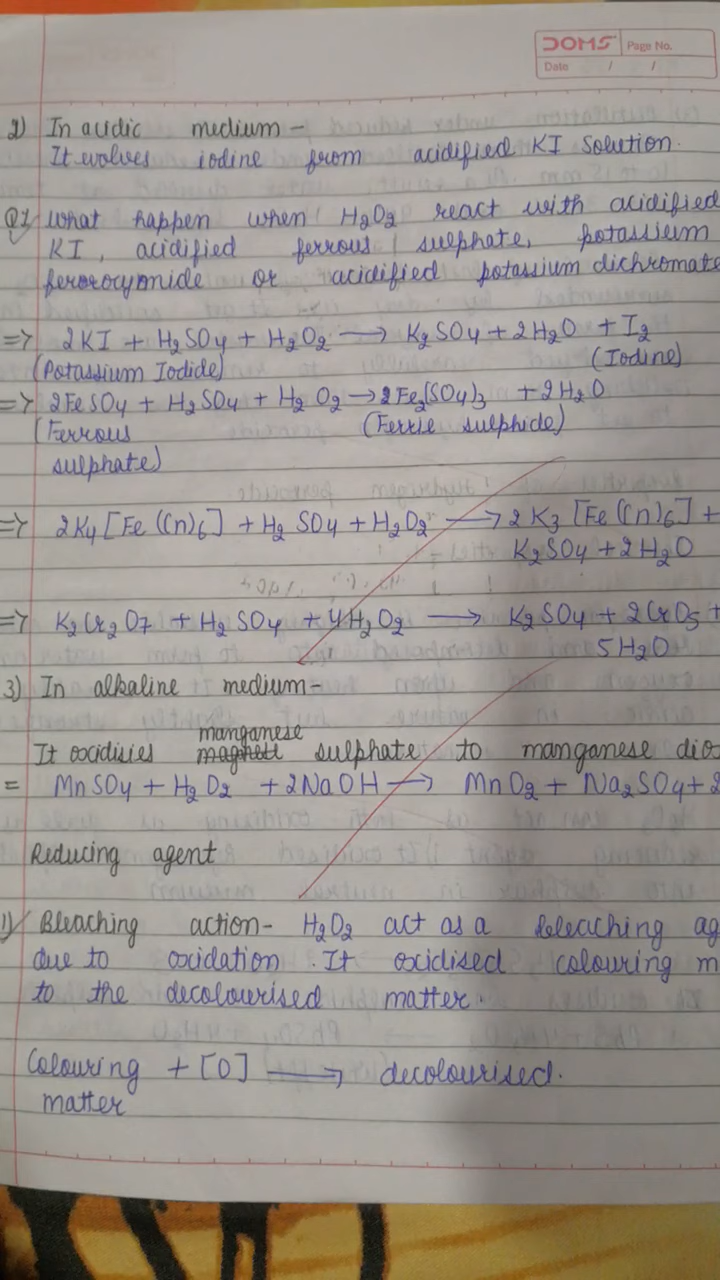 DOMS Page No.
Date / /
2) In acidic medium -
It evolves iodine from acidified KI Solution.
Q1 What happen when H₂O₂ react with acidified
KI, acidified ferrous sulphate, potassium
ferrocyanide or acidified potassium dichromate
=> 2KI + H₂SO₄ + H₂O₂ → K₂SO₄ + 2H₂O + I₂
(Potassium Iodide) (Iodine)
=> 2FeSO₄ + H₂SO₄ + H₂O₂ → 2Fe₂(SO₄)₃ + 2H₂O
(Ferrous (Ferric sulphide)
sulphate)
=> 2K₄[Fe(Cn)₆] + H₂SO₄ + H₂O₂ → 2K₃[Fe(Cn)₆] +
K₂SO₄ + 2H₂O
=> K₂Cr₂O₇ + H₂SO₄ + 4H₂O₂ → K₂SO₄ + 2CrO₅ +
5H₂O
3) In alkaline medium -
manganese
It oxidisies sulphate to manganese dio
= MnSO₄ + H₂O₂ + 2NaOH → MnO₂ + Na₂SO₄ + 2
Reducing agent
1) Bleaching action - H₂O₂ act as a bleaching ag
due to oxidation. It oxidised colouring m
to the decolourised matter.
Colouring + [O] → decolourised.
matter